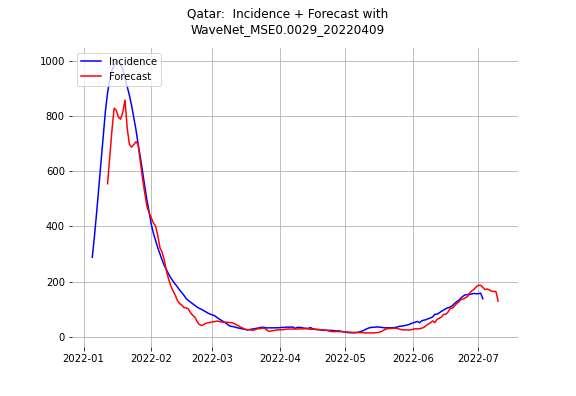 Qatar:  Incidence + Forecast with
WaveNet_MSE0.0029_20220409
Incidence
Forecast
1000
800
600
400
200
0
2022-01 2022-02 2022-03 2022-04 2022-05 2022-06 2022-07